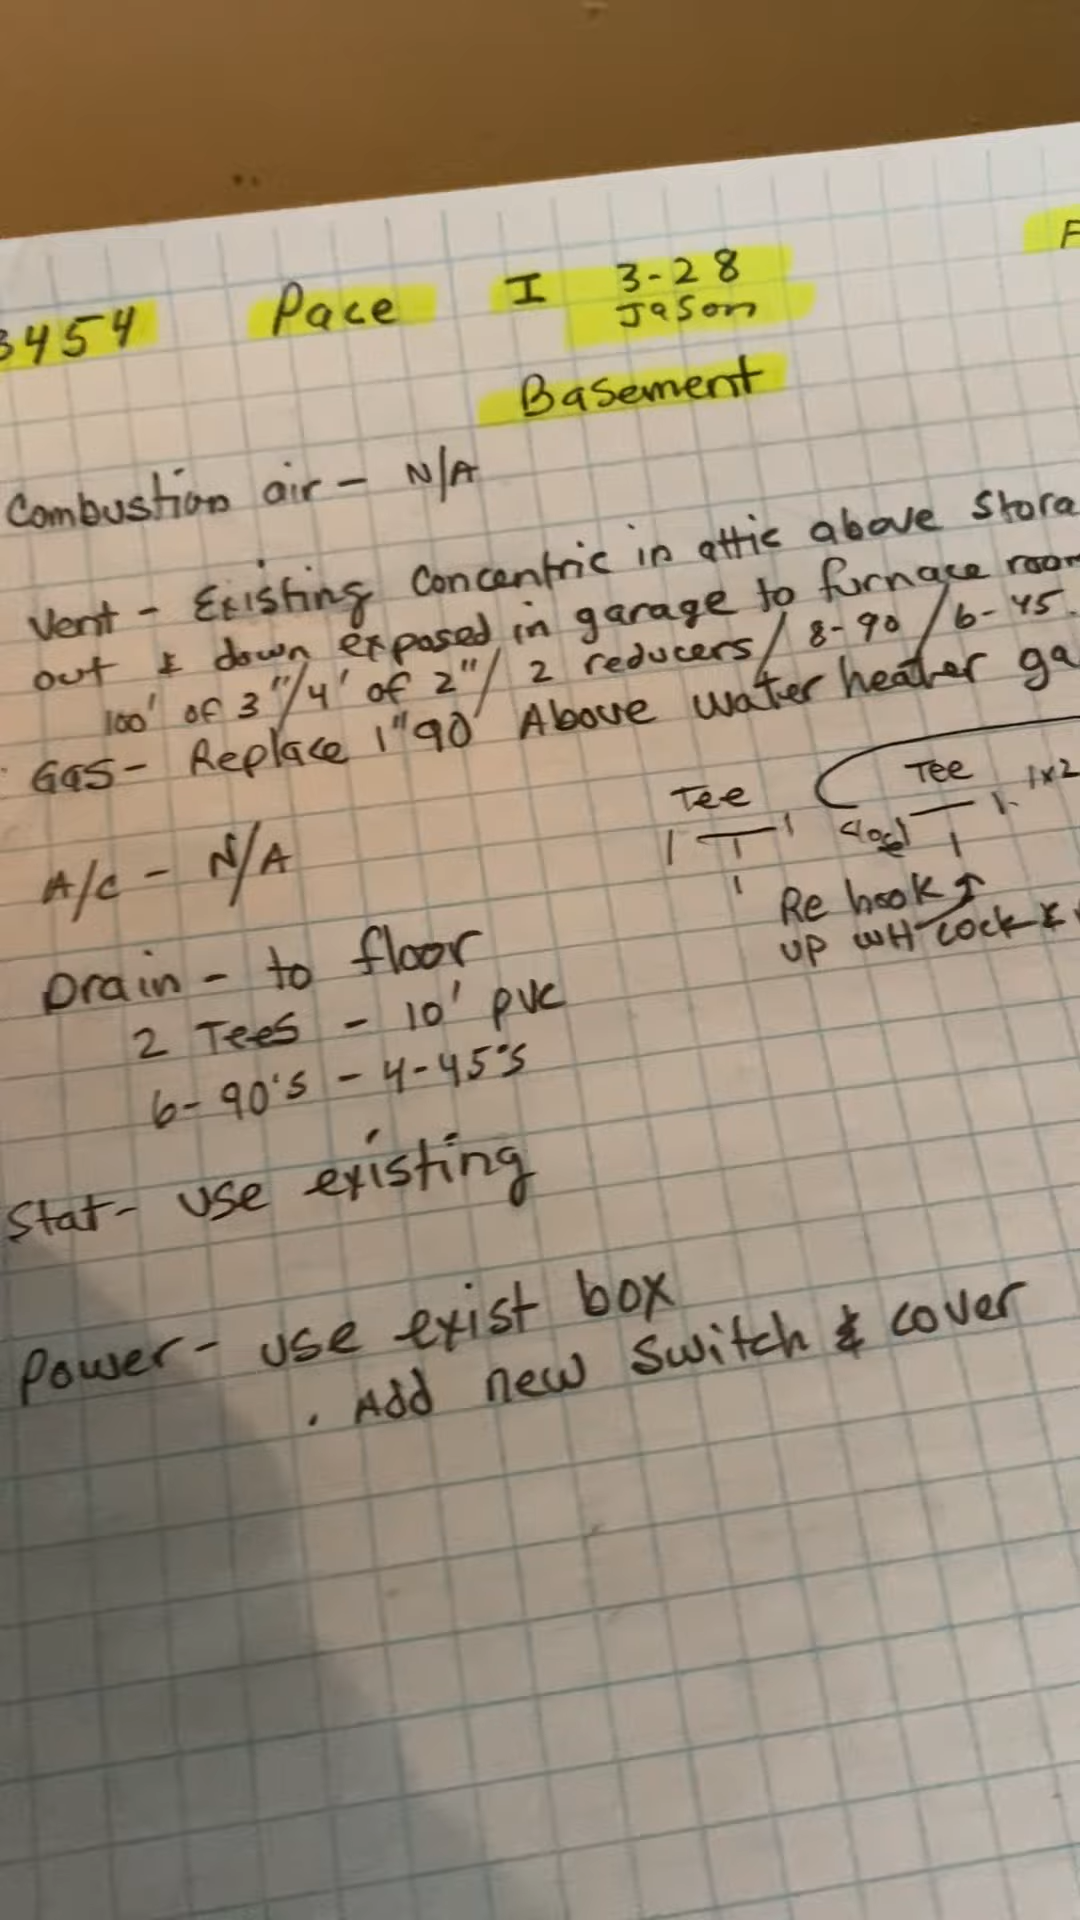 3454 Pace I 3-28 F
Jason
Basement
Combustion air - N/A
Vent - Existing Concentric in attic above Stora
out & down exposed in garage to furnace room
100' of 3"/4' of 2"/ 2 reducers/ 8-90/6-45.
Gas- Replace 1" 90 Above water heater ga
Tee Tee 1x2
A/C - N/A
Re hook
up WH cock &
Drain - to floor
2 Tees - 10' pvc
6-90's - 4-45's
Stat- use existing
Power- use exist box
. Add new switch & cover